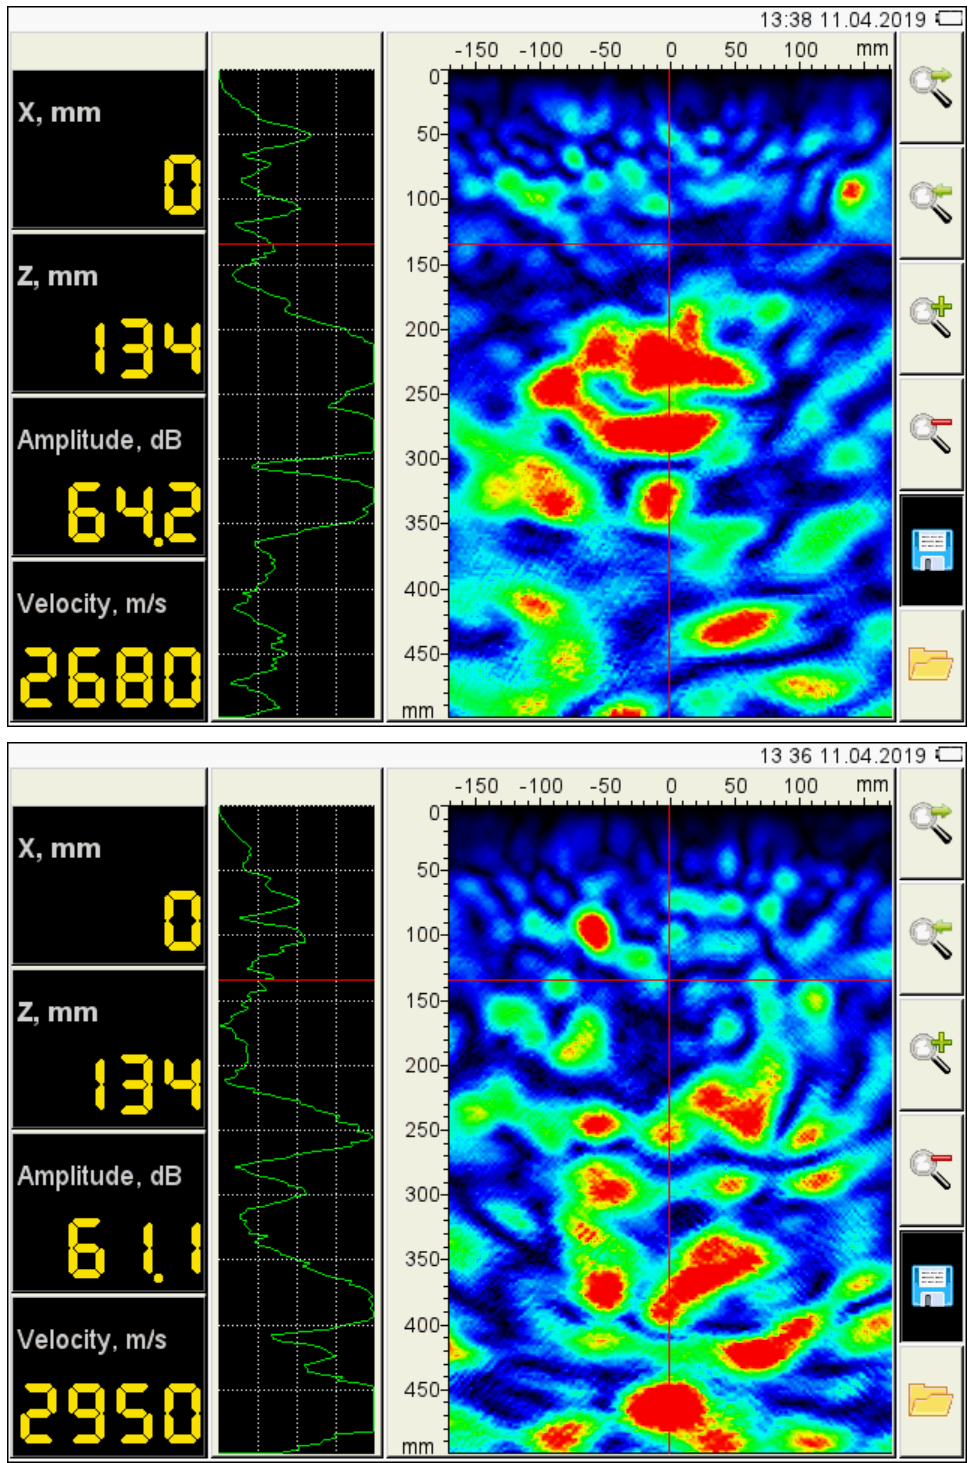 13:38 11.04.2019
-150 -100 -50 0 50 100 mm
X, mm
0
Z, mm
134
Amplitude, dB
64.2
Velocity, m/s
2680
0
50
100
150
200
250
300
350
400
450
mm
13 36 11.04.2019
-150 -100 -50 0 50 100 mm
X, mm
0
Z, mm
134
Amplitude, dB
61.1
Velocity, m/s
2950
0
50
100
150
200
250
300
350
400
450
mm